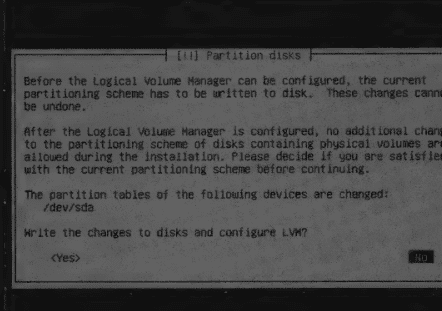 [!!] Partition disks
Before the Logical Volume Manager can be configured, the current
partitioning scheme has to be written to disk. These changes cann
be undone.
After the Logical Volume Manager is configured, no additional chan
to the partitioning scheme of disks containing physical volumes ar
allowed during the installation. Please decide if you are satisfie
with the current partitioning scheme before continuing.
The partition tables of the following devices are changed:
/dev/sda
Write the changes to disks and configure LVM?
<Yes> No